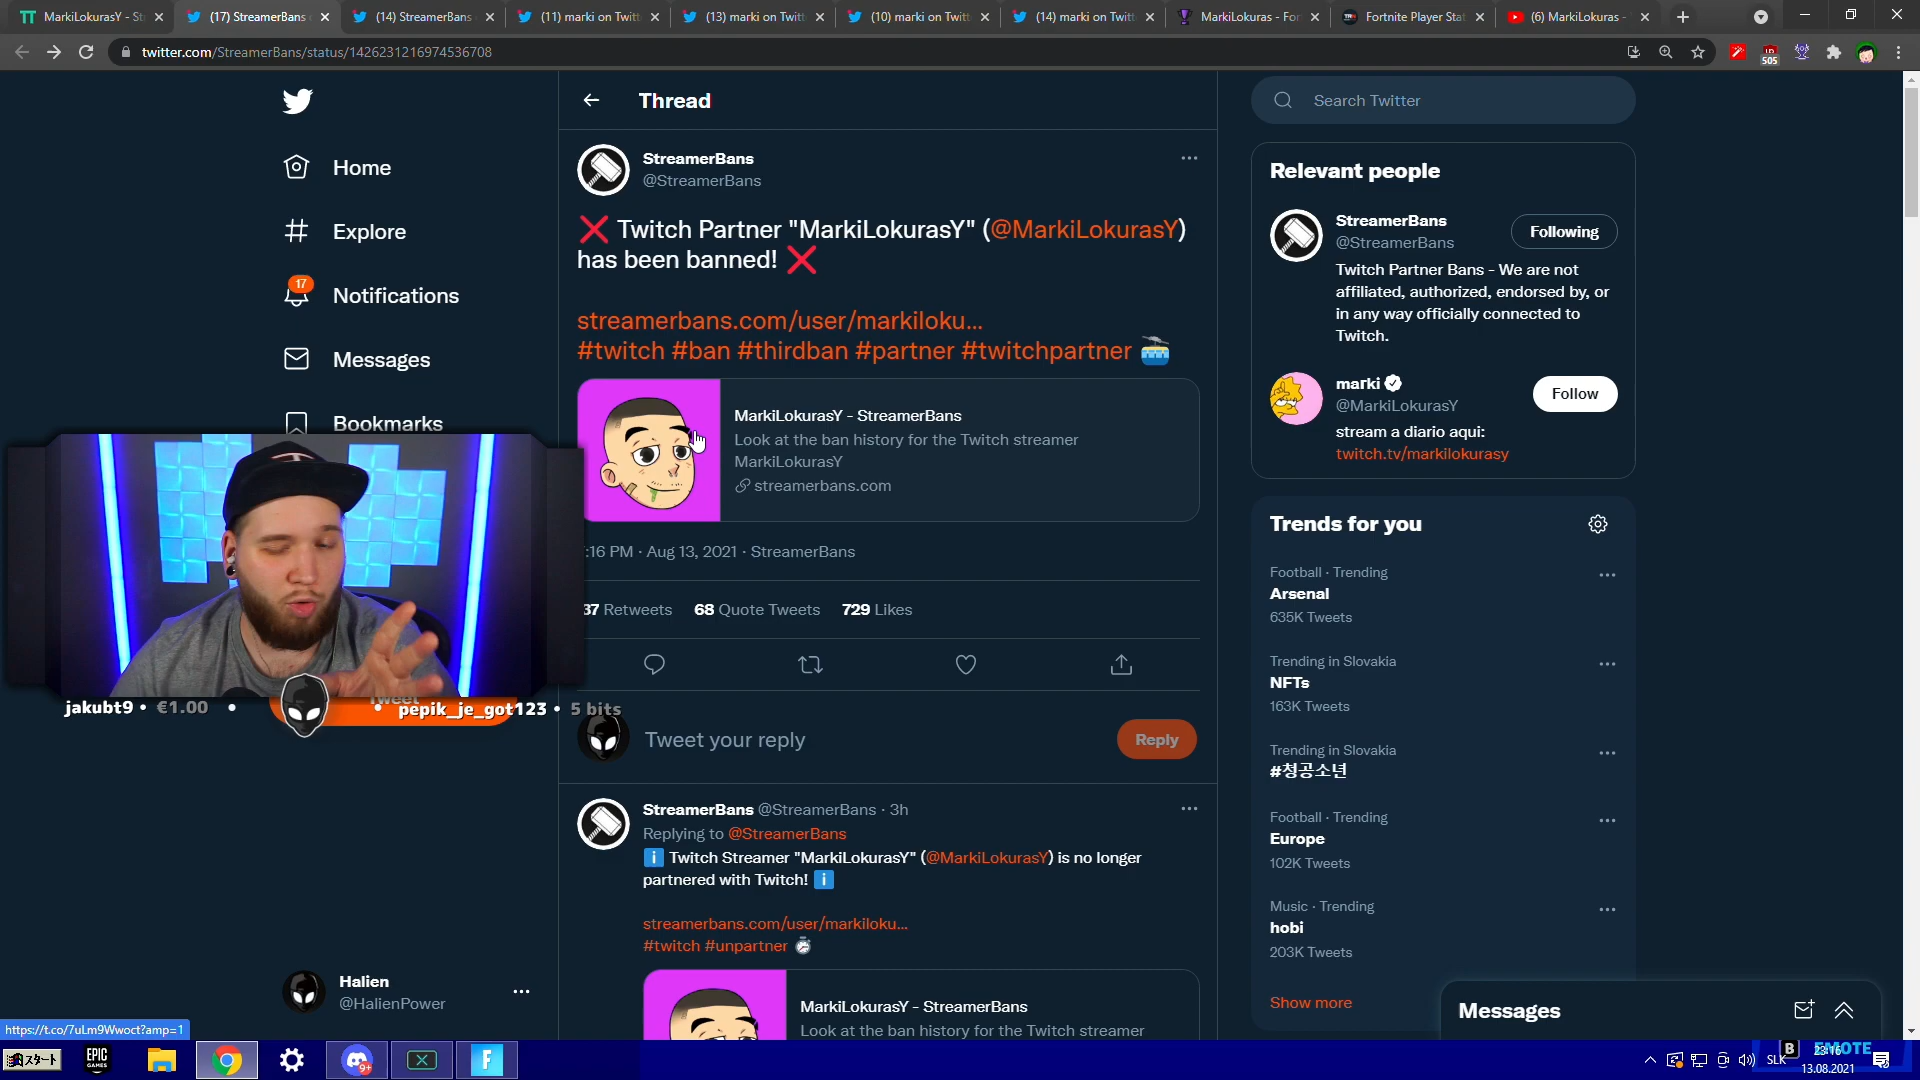 MarkiLokurasY - St
(17) StreamerBans
(14) StreamerBans
(11) marki on Twitt
(13) marki on Twitt
(10) marki on Twitt
(14) marki on Twitt
MarkiLokuras - For
Fortnite Player Stat
(6) MarkiLokuras -
twitter.com/StreamerBans/status/1426231216974536708
505
Home
Explore
17
Notifications
Messages
Bookmarks
Tweet
Halien
@HalienPower
https://t.co/7uLm9Wwoct?amp=1
Thread
StreamerBans
@StreamerBans
❌ Twitch Partner "MarkiLokurasY" (@MarkiLokurasY)
has been banned! ❌
streamerbans.com/user/markiloku...
#twitch #ban #thirdban #partner #twitchpartner
MarkiLokurasY - StreamerBans
Look at the ban history for the Twitch streamer
MarkiLokurasY
streamerbans.com
:16 PM · Aug 13, 2021 · StreamerBans
37 Retweets 68 Quote Tweets 729 Likes
Tweet your reply
Reply
StreamerBans @StreamerBans · 3h
Replying to @StreamerBans
ℹ️ Twitch Streamer "MarkiLokurasY" (@MarkiLokurasY) is no longer
partnered with Twitch! ℹ️
streamerbans.com/user/markiloku...
#twitch #unpartner
MarkiLokurasY - StreamerBans
Look at the ban history for the Twitch streamer
Search Twitter
Relevant people
StreamerBans
@StreamerBans
Following
Twitch Partner Bans - We are not
affiliated, authorized, endorsed by, or
in any way officially connected to
Twitch.
marki
@MarkiLokurasY
Follow
stream a diario aqui:
twitch.tv/markilokurasy
Trends for you
Football · Trending
Arsenal
635K Tweets
Trending in Slovakia
NFTs
163K Tweets
Trending in Slovakia
#청공소년
Football · Trending
Europe
102K Tweets
Music · Trending
hobi
203K Tweets
Show more
Messages
jakubt9 • €1.00 • • pepik_je_got123 • 5 bits
スタート
EPIC
GAMES
9+
F
SLK
B
EMOTE
23:16
13.08.2021